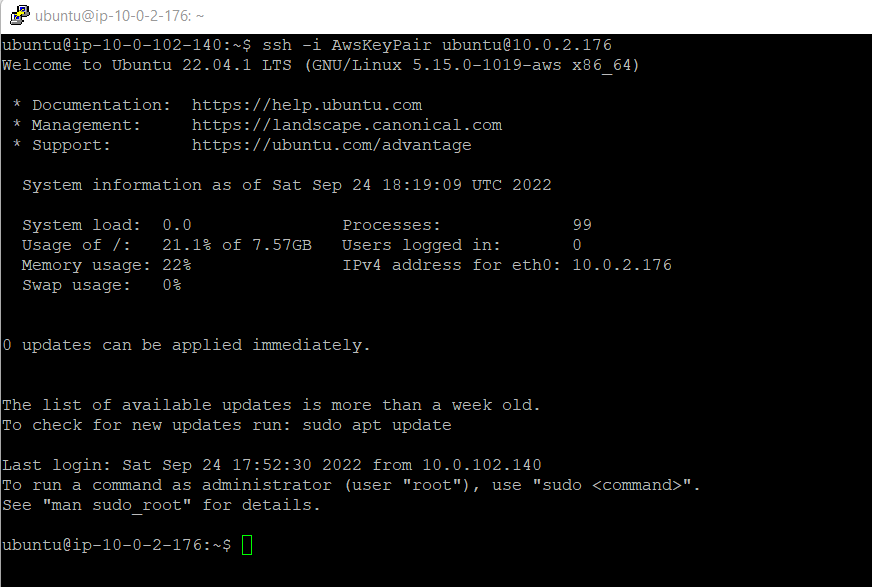 ubuntu@ip-10-0-2-176: ~
ubuntu@ip-10-0-102-140:~$ ssh -i AwsKeyPair ubuntu@10.0.2.176
Welcome to Ubuntu 22.04.1 LTS (GNU/Linux 5.15.0-1019-aws x86_64)
* Documentation:  https://help.ubuntu.com
* Management:     https://landscape.canonical.com
* Support:        https://ubuntu.com/advantage
System information as of Sat Sep 24 18:19:09 UTC 2022
System load:  0.0               Processes:             99
Usage of /:   21.1% of 7.57GB   Users logged in:       0
Memory usage: 22%               IPv4 address for eth0: 10.0.2.176
Swap usage:   0%
0 updates can be applied immediately.
The list of available updates is more than a week old.
To check for new updates run: sudo apt update
Last login: Sat Sep 24 17:52:30 2022 from 10.0.102.140
To run a command as administrator (user "root"), use "sudo <command>".
See "man sudo_root" for details.
ubuntu@ip-10-0-2-176:~$